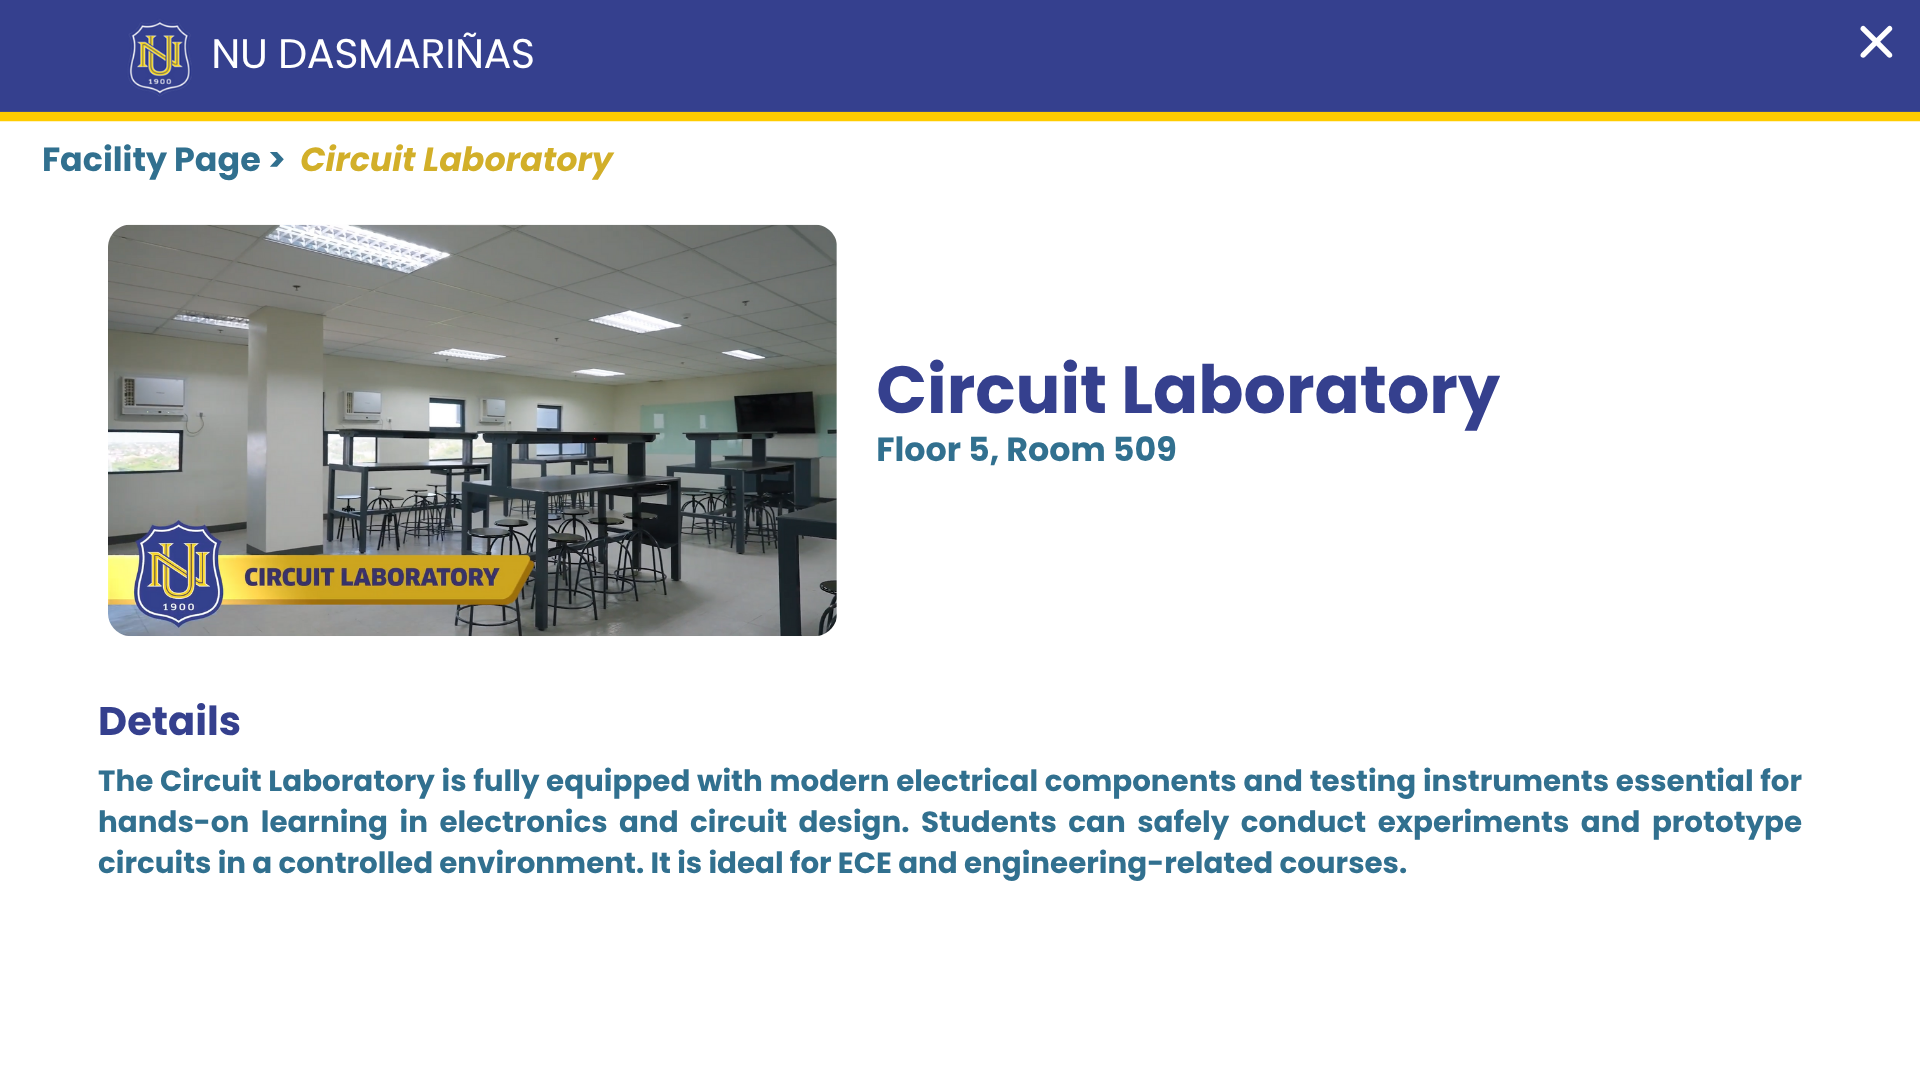 NU
1900
NU DASMARIÑAS
Facility Page > Circuit Laboratory
NU
1900
CIRCUIT LABORATORY
Circuit Laboratory
Floor 5, Room 509
Details
The Circuit Laboratory is fully equipped with modern electrical components and testing instruments essential for
hands-on learning in electronics and circuit design. Students can safely conduct experiments and prototype
circuits in a controlled environment. It is ideal for ECE and engineering-related courses.